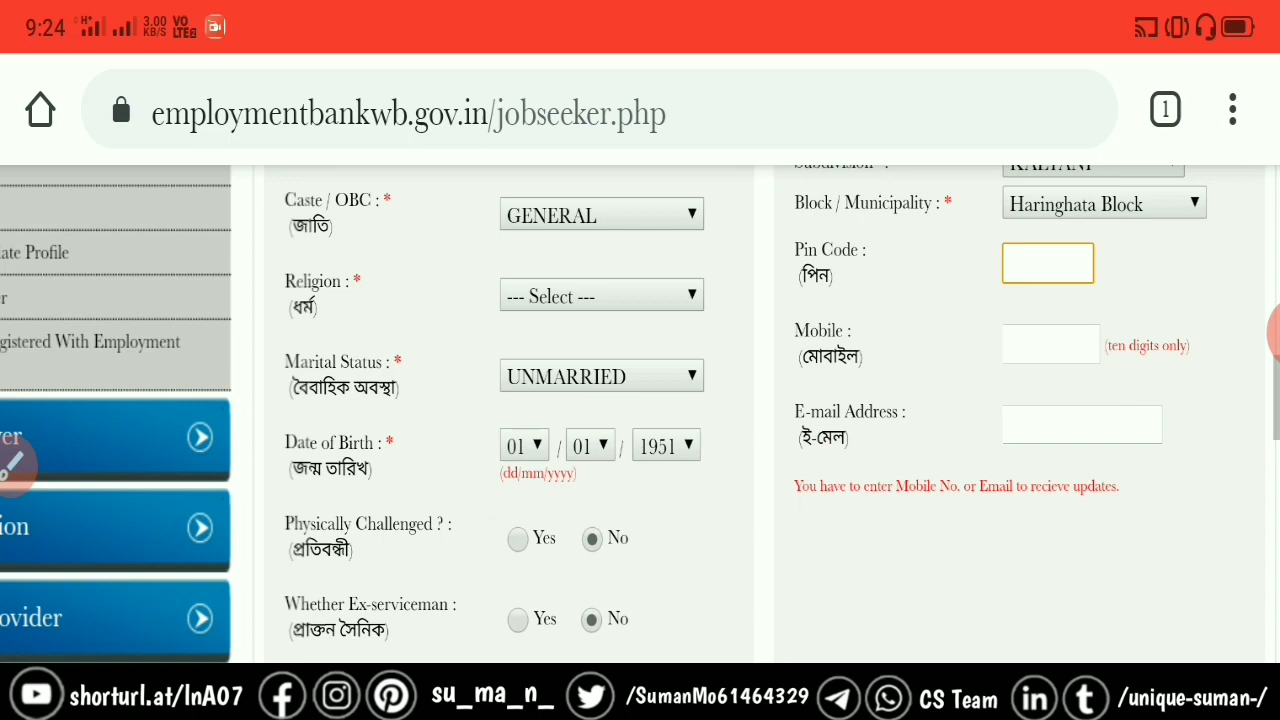 9:24 H+ 3.00 KB/S VO LTE2
employmentbankwb.gov.in/jobseeker.php
1
ate Profile
er
gistered With Employment
yer
ion
ovider
Caste / OBC : *
(জাতি)
GENERAL
Religion : *
(ধর্ম)
--- Select ---
Marital Status : *
(বৈবাহিক অবস্থা)
UNMARRIED
Date of Birth : *
(জন্ম তারিখ)
01 / 01 / 1951
(dd/mm/yyyy)
Physically Challenged ? :
(প্রতিবন্ধী)
Yes No
Whether Ex-serviceman :
(প্রাক্তন সৈনিক)
Yes No
Subdivision * :
KALYANI
Block / Municipality : *
Haringhata Block
Pin Code :
(পিন)
Mobile :
(মোবাইল)
(ten digits only)
E-mail Address :
(ই-মেল)
You have to enter Mobile No. or Email to recieve updates.
shorturl.at/lnA07 su_ma_n_ /SumanMo61464329 CS Team /unique-suman-/